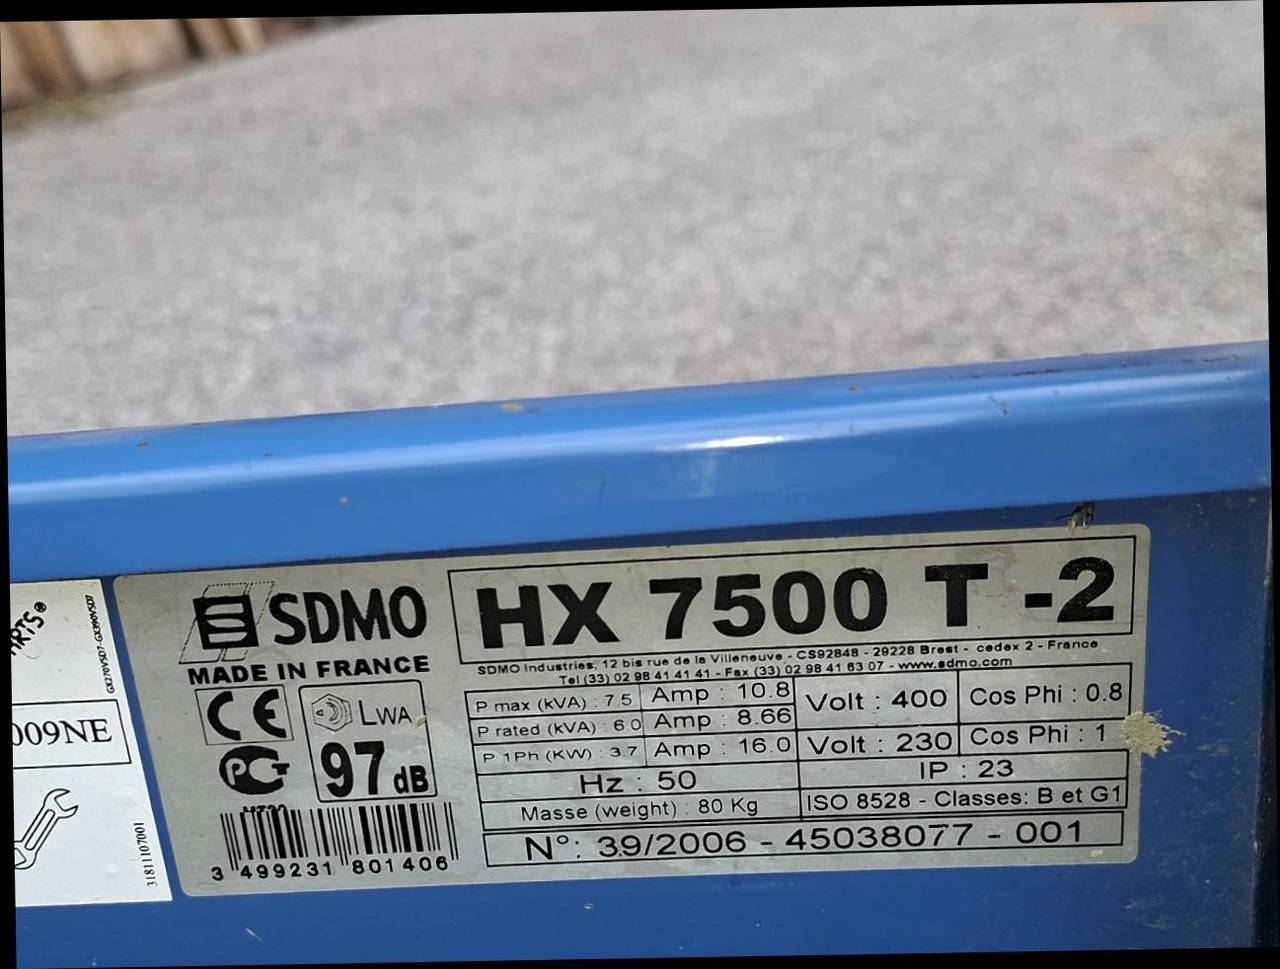 ARTS®
GX270VSD7-GX390VSD7
009NE
31811107001
SDMO
MADE IN FRANCE
CE
LWA
97 dB
PCT
3 499231 801406
HX 7500 T -2
SDMO Industries, 12 bis rue de la Villeneuve - CS92848 - 29228 Brest - cedex 2 - France
Tel (33) 02 98 41 41 41 - Fax (33) 02 98 41 63 07 - www.sdmo.com
P max (kVA) : 7.5 Amp : 10.8 Volt : 400 Cos Phi : 0.8
P rated (kVA) : 6.0 Amp : 8.66
P 1Ph (KW) : 3.7 Amp : 16.0 Volt : 230 Cos Phi : 1
Hz : 50 IP : 23
Masse (weight) : 80 Kg ISO 8528 - Classes: B et G1
N°: 39/2006 - 45038077 - 001